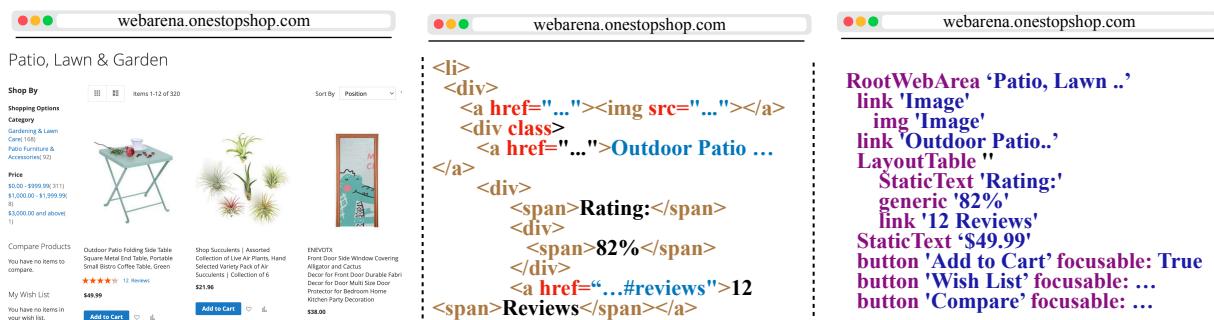 webarena.onestopshop.com
Patio, Lawn & Garden
Shop By
Items 1-12 of 320
Sort By Position
Shopping Options
Category
Gardening & Lawn
Care( 168)
Patio Furniture &
Accessories( 92)
Price
$0.00 - $999.99( 311)
$1,000.00 - $1,999.99(
8)
$3,000.00 and above(
1)
Compare Products
You have no items to
compare.
My Wish List
You have no items in
your wish list.
Outdoor Patio Folding Side Table
Square Metal End Table, Portable
Small Bistro Coffee Table, Green
12 Reviews
$49.99
Add to Cart
Shop Succulents | Assorted
Collection of Live Air Plants, Hand
Selected Variety Pack of Air
Succulents | Collection of 6
$21.96
Add to Cart
ENEVOTX
Front Door Side Window Covering
Alligator and Cactus
Decor for Front Door Durable Fabri
Decor for Door Multi Size Door
Protector for Bedroom Home
Kitchen Party Decoration
$38.00
webarena.onestopshop.com
<li>
<div>
<a href="..."><img src="..."></a>
<div class>
<a href="...">Outdoor Patio …
</a>
<div>
<span>Rating:</span>
<div>
<span>82%</span>
</div>
<a href=“…#reviews">12
<span>Reviews</span></a>
webarena.onestopshop.com
RootWebArea ‘Patio, Lawn ..’
link 'Image'
img 'Image'
link 'Outdoor Patio..’
LayoutTable ''
StaticText 'Rating:'
generic '82%'
link '12 Reviews'
StaticText ‘$49.99'
button 'Add to Cart’ focusable: True
button 'Wish List’ focusable: …
button 'Compare’ focusable: …